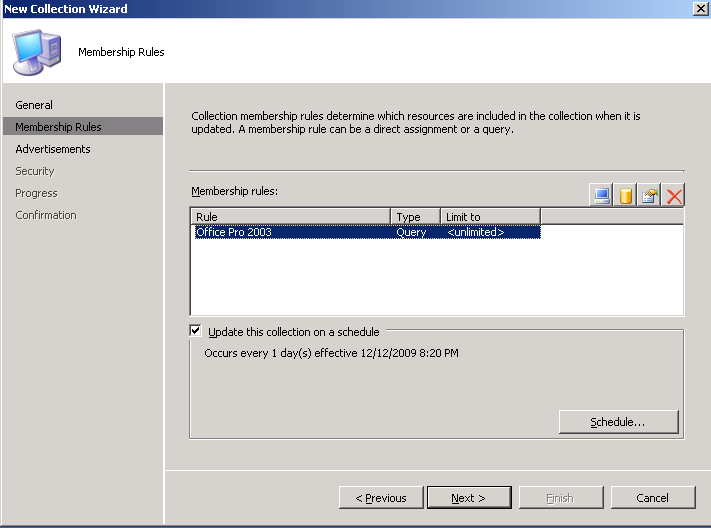 New Collection Wizard
Membership Rules
General
Membership Rules
Advertisements
Security
Progress
Confirmation
Collection membership rules determine which resources are included in the collection when it is
updated. A membership rule can be a direct assignment or a query.
Membership rules:
Rule Type Limit to
Office Pro 2003 Query <unlimited>
Update this collection on a schedule
Occurs every 1 day(s) effective 12/12/2009 8:20 PM
Schedule...
< Previous Next > Finish Cancel